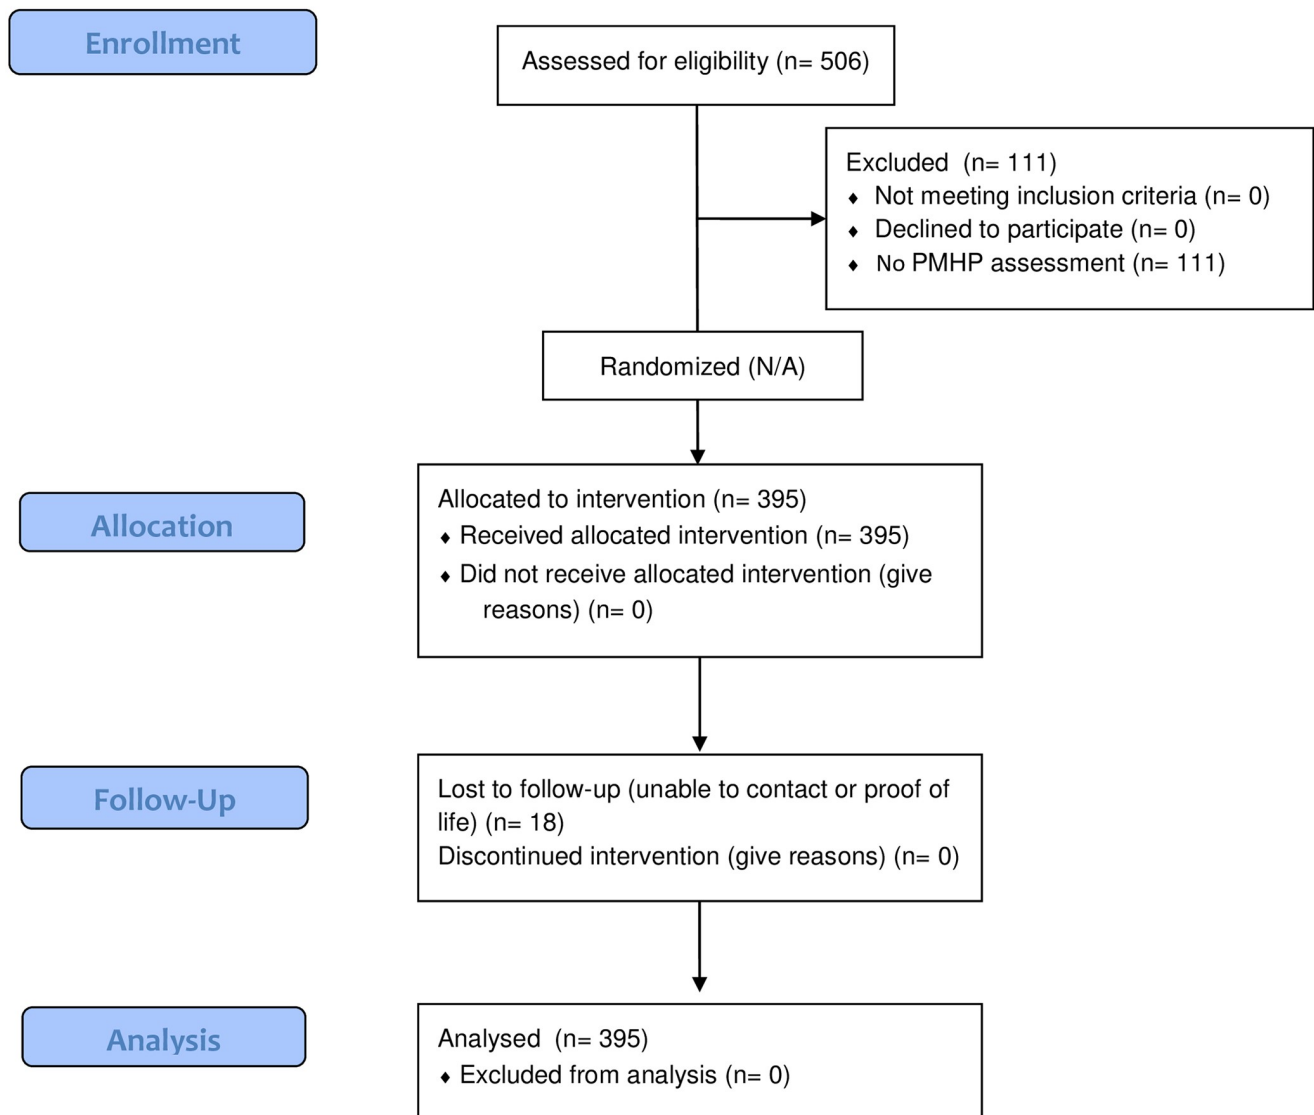 Enrollment
Assessed for eligibility (n= 506)
Excluded (n= 111)
♦ Not meeting inclusion criteria (n= 0)
♦ Declined to participate (n= 0)
♦ No PMHP assessment (n= 111)
Randomized (N/A)
Allocation
Allocated to intervention (n= 395)
♦ Received allocated intervention (n= 395)
♦ Did not receive allocated intervention (give
reasons) (n= 0)
Follow-Up
Lost to follow-up (unable to contact or proof of
life) (n= 18)
Discontinued intervention (give reasons) (n= 0)
Analysis
Analysed (n= 395)
♦ Excluded from analysis (n= 0)